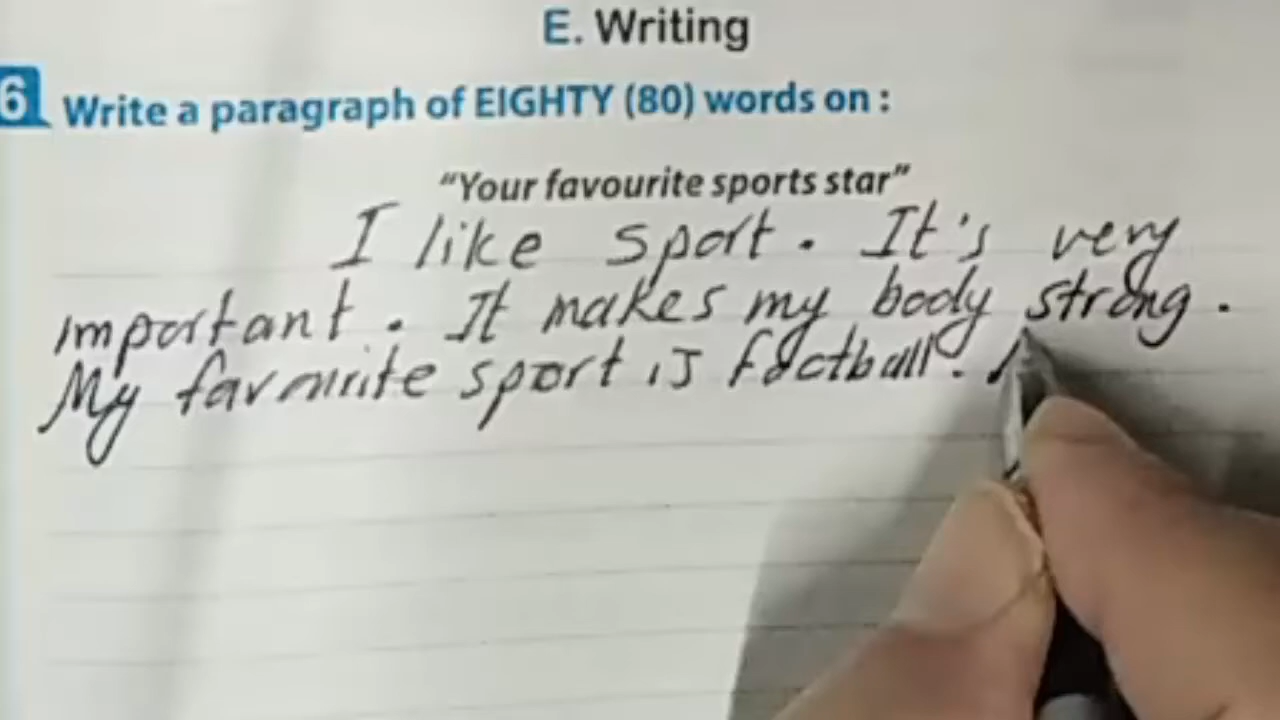 E. Writing
6 Write a paragraph of EIGHTY (80) words on :
"Your favourite sports star"
I like sport. It's very
important. It makes my body strong.
My favourite sport is football.